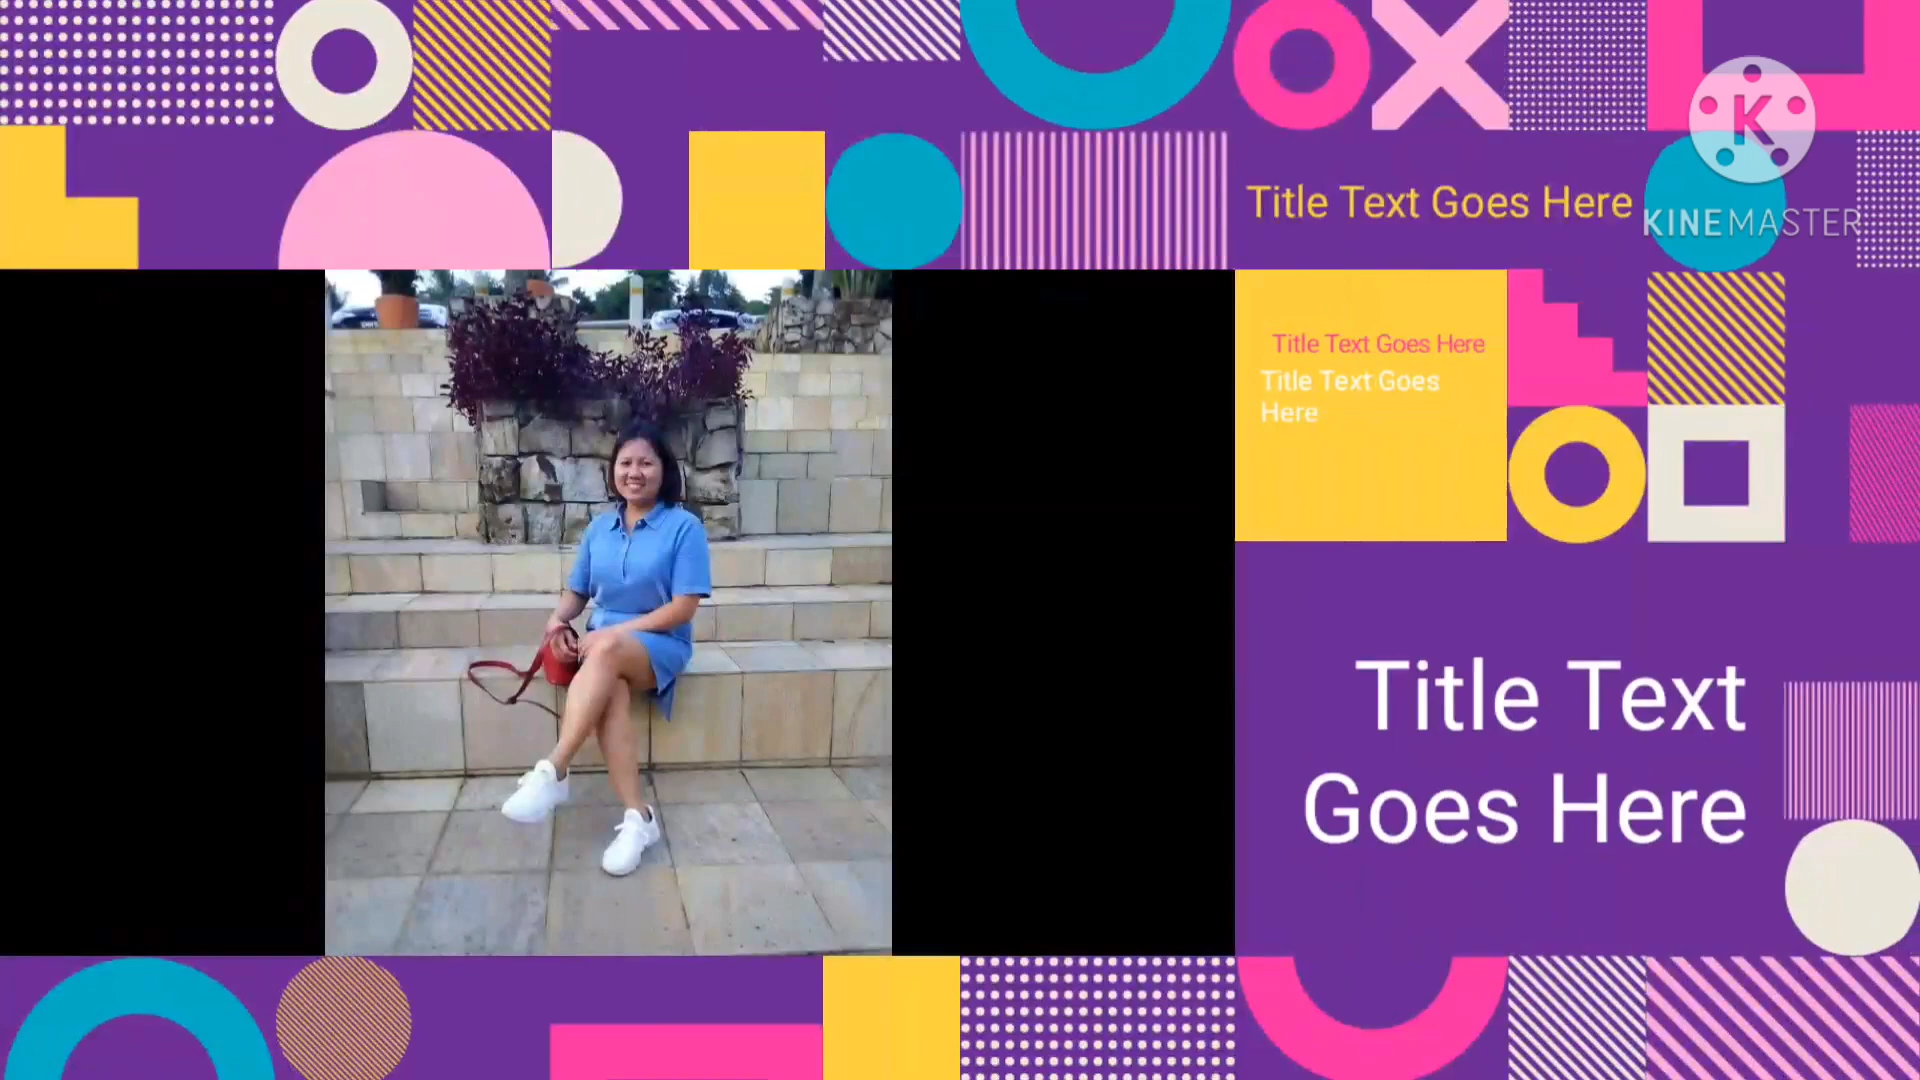 Title Text Goes Here
K
KINEMASTER
Title Text Goes Here
Title Text Goes
Here
Title Text
Goes Here